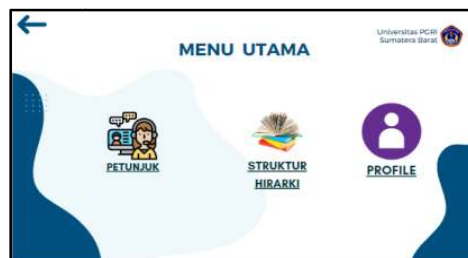 Universitas PGRI
Sumatera Barat
MENU UTAMA
PETUNJUK
STRUKTUR
HIRARKI
PROFILE